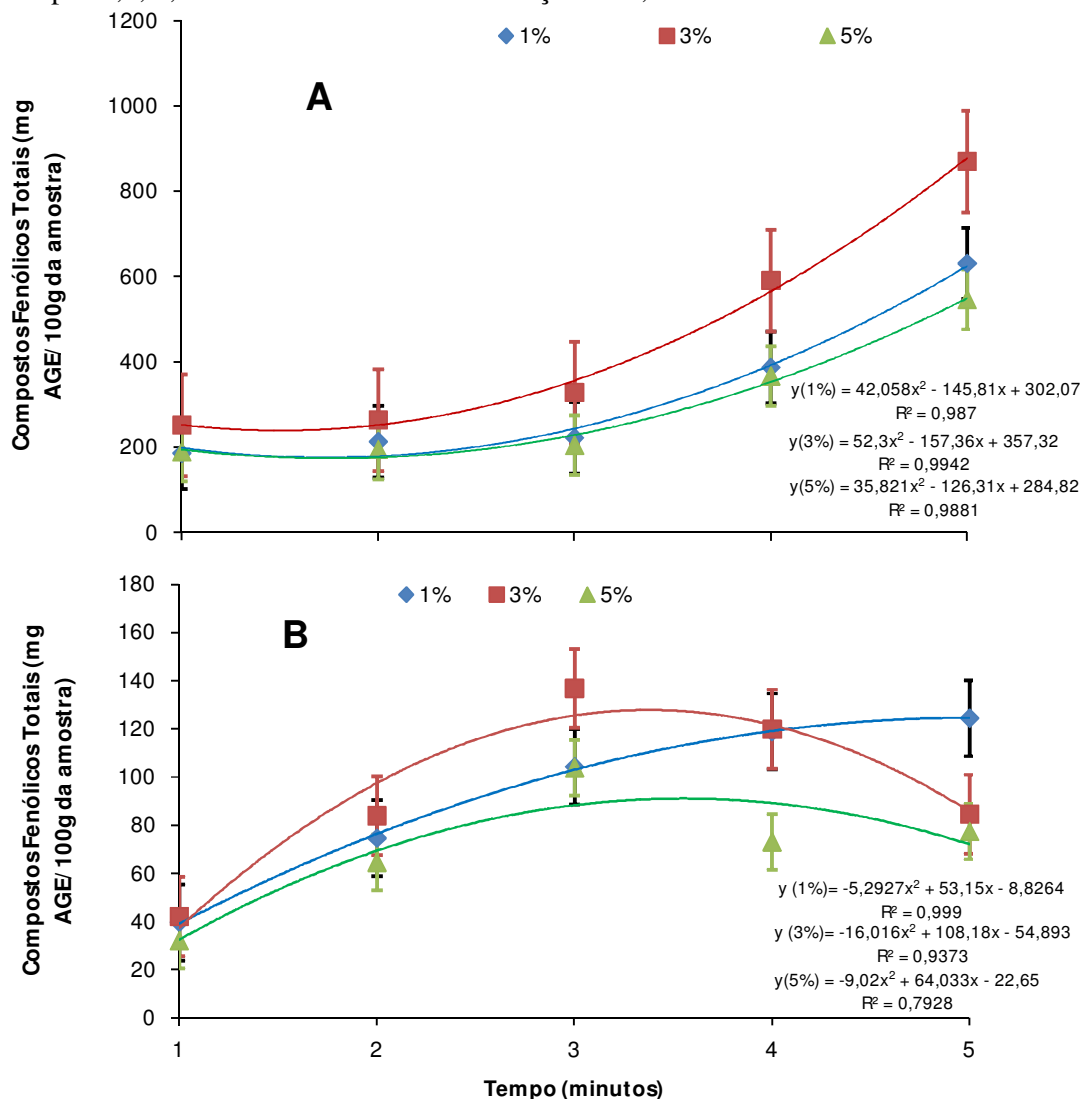 1200
1% 3% 5%
A
1000
800
600
400
200
0
Compostos Fenólicos Totais (mg
AGE/ 100g da amostra)
y(1%) = 42,058x² - 145,81x + 302,07
R² = 0,987
y(3%) = 52,3x² - 157,36x + 357,32
R² = 0,9942
y(5%) = 35,821x² - 126,31x + 284,82
R² = 0,9881
180
1% 3% 5%
B
160
140
120
100
80
60
40
20
0
Compostos Fenólicos Totais (mg
AGE/ 100g da amostra)
y (1%)= -5,2927x² + 53,15x - 8,8264
R² = 0,999
y (3%)= -16,016x² + 108,18x - 54,893
R² = 0,9373
y(5%) = -9,02x² + 64,033x - 22,65
R² = 0,7928
1 2 3 4 5
Tempo (minutos)